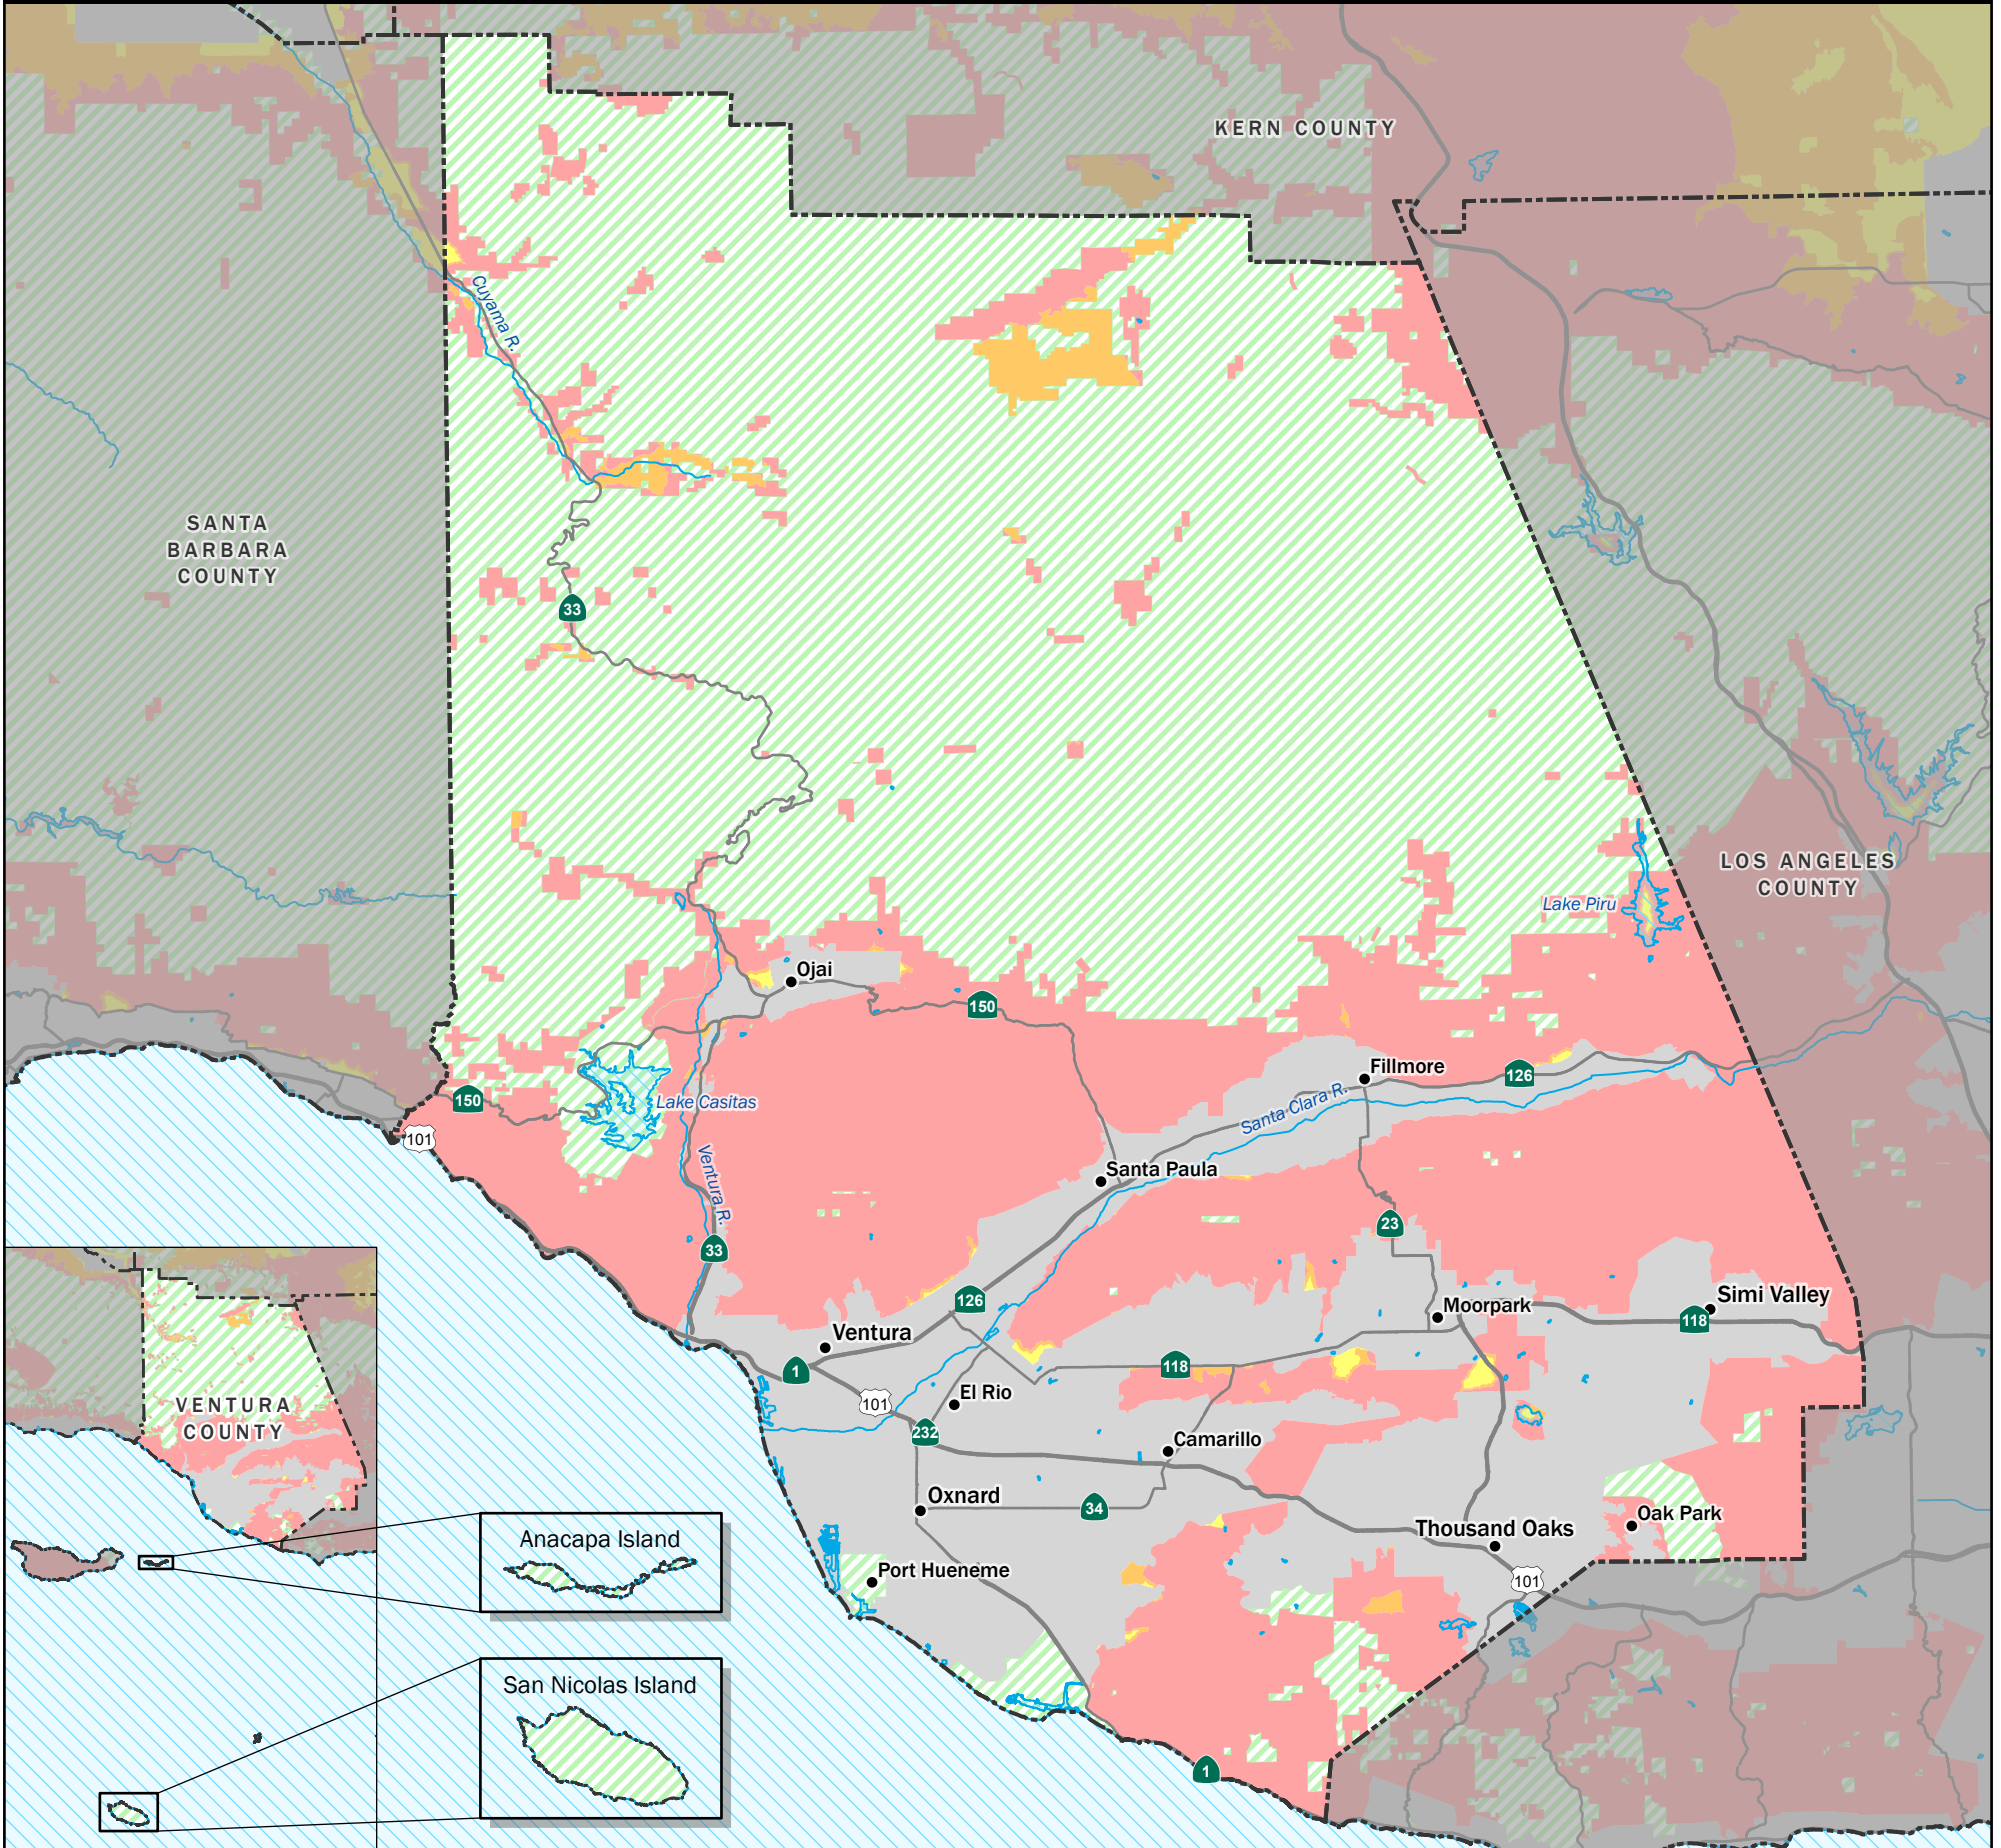 KERN COUNTY
Cuyama R.
SANTA
BARBARA
COUNTY
33
LOS ANGELES
COUNTY
Lake Piru
Ojai
150
Fillmore
126
150
Lake Casitas
Santa Clara R.
101
Ventura R.
Santa Paula
23
33
126
Simi Valley
Moorpark
118
Ventura
1
118
El Rio
101
VENTURA
COUNTY
232
Camarillo
Oxnard
34
Oak Park
Thousand Oaks
Anacapa Island
Port Hueneme
101
San Nicolas Island
1